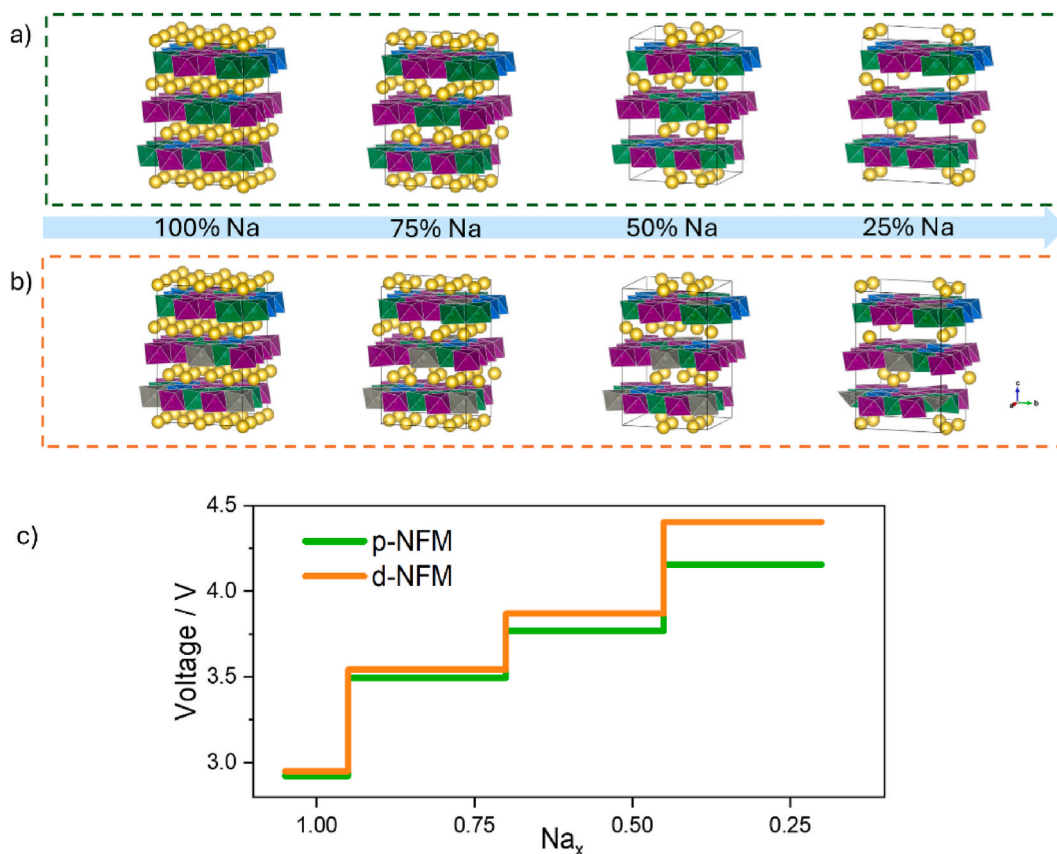 a)
100% Na
75% Na
50% Na
25% Na
b)
c
a
b
c)
4.5
p-NFM
d-NFM
4.0
3.5
3.0
Voltage / V
1.00
0.75
0.50
0.25
Naₓ